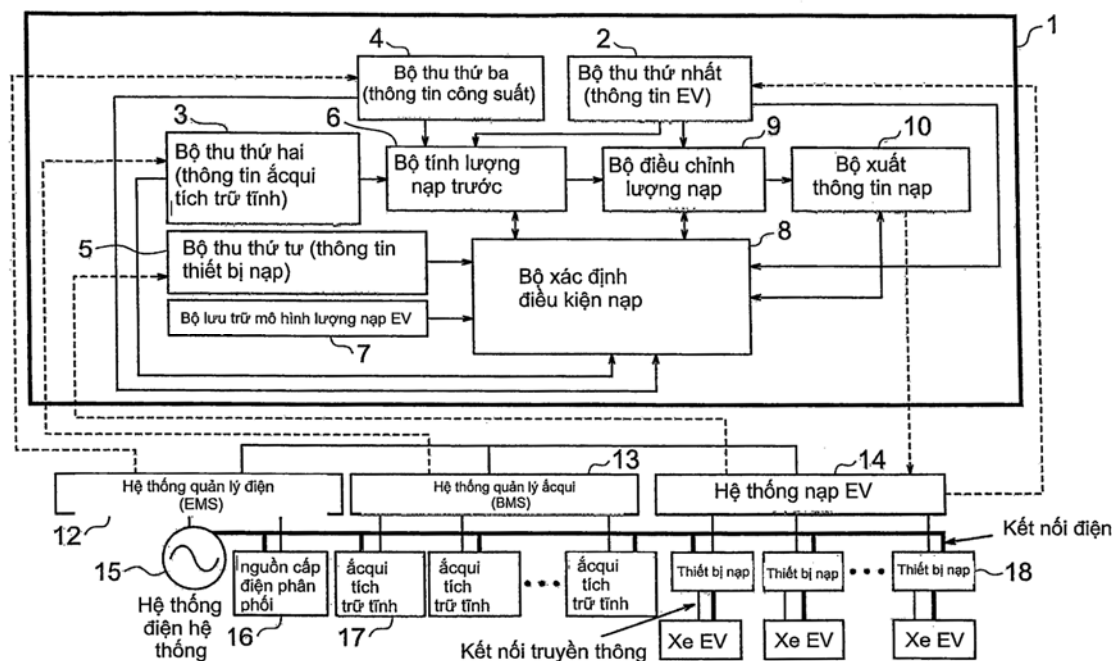 1
4
Bộ thu thứ ba
(thông tin công suất)
2
Bộ thu thứ nhất
(thông tin EV)
3
Bộ thu thứ hai
(thông tin ắcqui
tích trữ tĩnh)
6
Bộ tính lượng
nạp trước
9
Bộ điều chỉnh
lượng nạp
10
Bộ xuất
thông tin nạp
5
Bộ thu thứ tư (thông tin
thiết bị nạp)
8
Bộ xác định
điều kiện nạp
Bộ lưu trữ mô hình lượng nạp EV
7
12
Hệ thống quản lý điện
(EMS)
13
Hệ thống quản lý ắcqui
(BMS)
14
Hệ thống nạp EV
Kết nối điện
15
Hệ thống
điện hệ
thống
nguồn cấp
điện phân
phối
16
ắcqui
tích
trữ tĩnh
17
ắcqui
tích
trữ tĩnh
ắcqui
tích
trữ tĩnh
Thiết bị nạp
Thiết bị nạp
Thiết bị nạp
18
Kết nối truyền thông
Xe EV
Xe EV
Xe EV